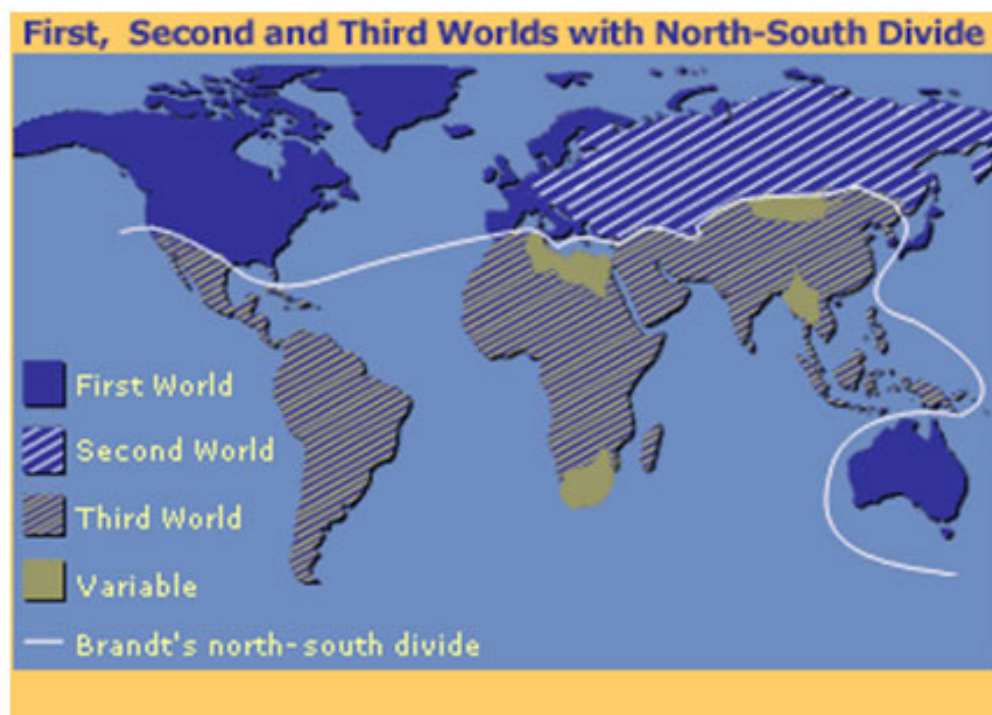 First, Second and Third Worlds with North-South Divide
First World
Second World
Third World
Variable
Brandt's north-south divide